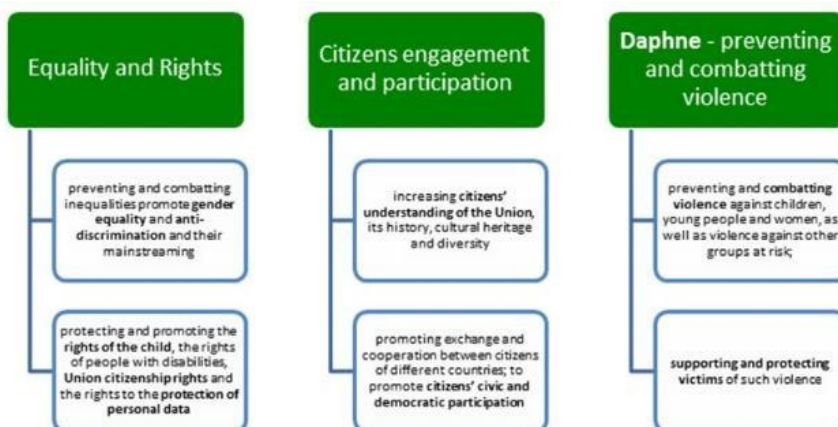 Equality and Rights
preventing and combatting
inequalities promote gender
equality and anti-
discrimination and their
mainstreaming
protecting and promoting the
rights of the child, the rights
of people with disabilities,
Union citizenship rights and
the rights to the protection of
personal data
Citizens engagement
and participation
increasing citizens'
understanding of the Union,
its history, cultural heritage
and diversity
promoting exchange and
cooperation between citizens
of different countries; to
promote citizens' civic and
democratic participation
Daphne - preventing
and combatting
violence
preventing and combatting
violence against children,
young people and women, as
well as violence against other
groups at risk;
supporting and protecting
victims of such violence